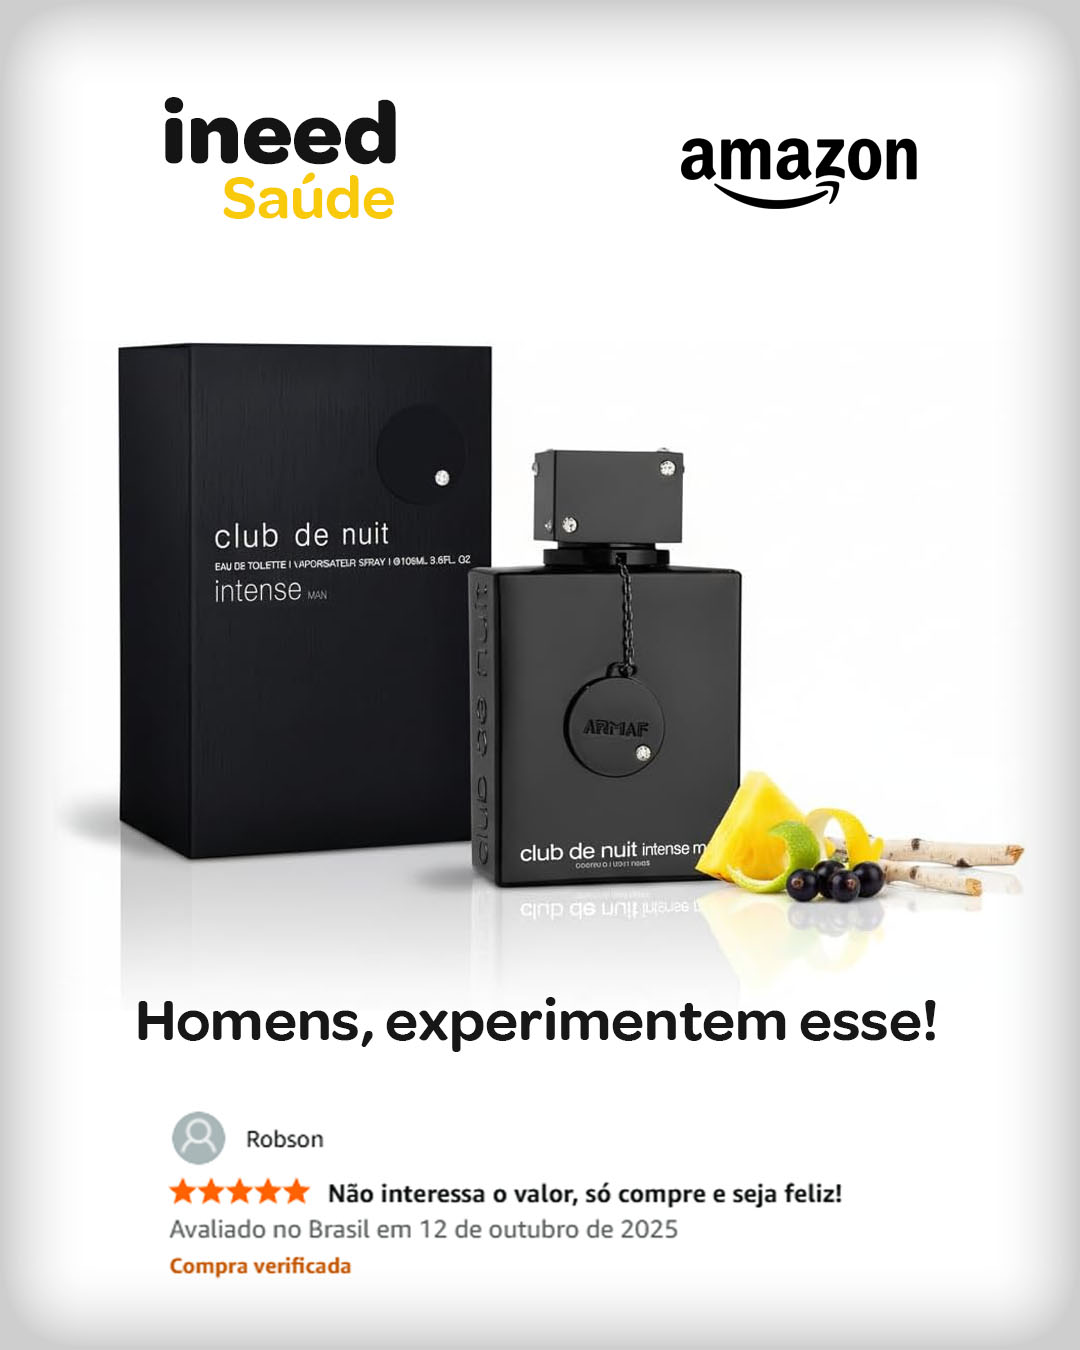 ineed
Saúde
amazon
club de nuit
EAU DE TOILETTE I VAPORSATEUR SPRAY I @105ML 3.6FL. O2
intense MAN
club de nuit
ARMAF
club de nuit intense m
Homens, experimentem esse!
Robson
Não interessa o valor, só compre e seja feliz!
Avaliado no Brasil em 12 de outubro de 2025
Compra verificada